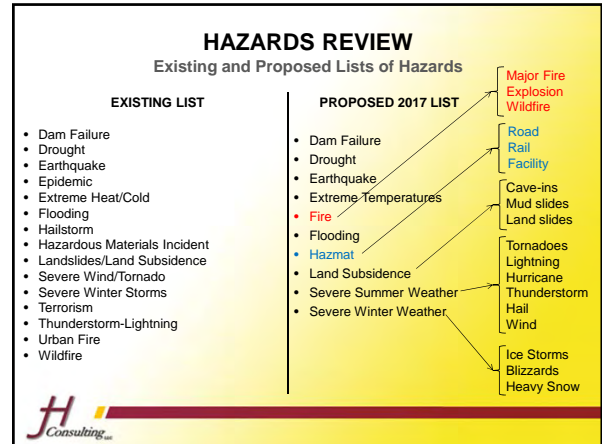 HAZARDS REVIEW
Existing and Proposed Lists of Hazards
EXISTING LIST
• Dam Failure
• Drought
• Earthquake
• Epidemic
• Extreme Heat/Cold
• Flooding
• Hailstorm
• Hazardous Materials Incident
• Landslides/Land Subsidence
• Severe Wind/Tornado
• Severe Winter Storms
• Terrorism
• Thunderstorm-Lightning
• Urban Fire
• Wildfire
PROPOSED 2017 LIST
• Dam Failure
• Drought
• Earthquake
• Extreme Temperatures
• Fire
• Flooding
• Hazmat
• Land Subsidence
• Severe Summer Weather
• Severe Winter Weather
Major Fire
Explosion
Wildfire
Road
Rail
Facility
Cave-ins
Mud slides
Land slides
Tornadoes
Lightning
Hurricane
Thunderstorm
Hail
Wind
Ice Storms
Blizzards
Heavy Snow
JH
Consulting LLC